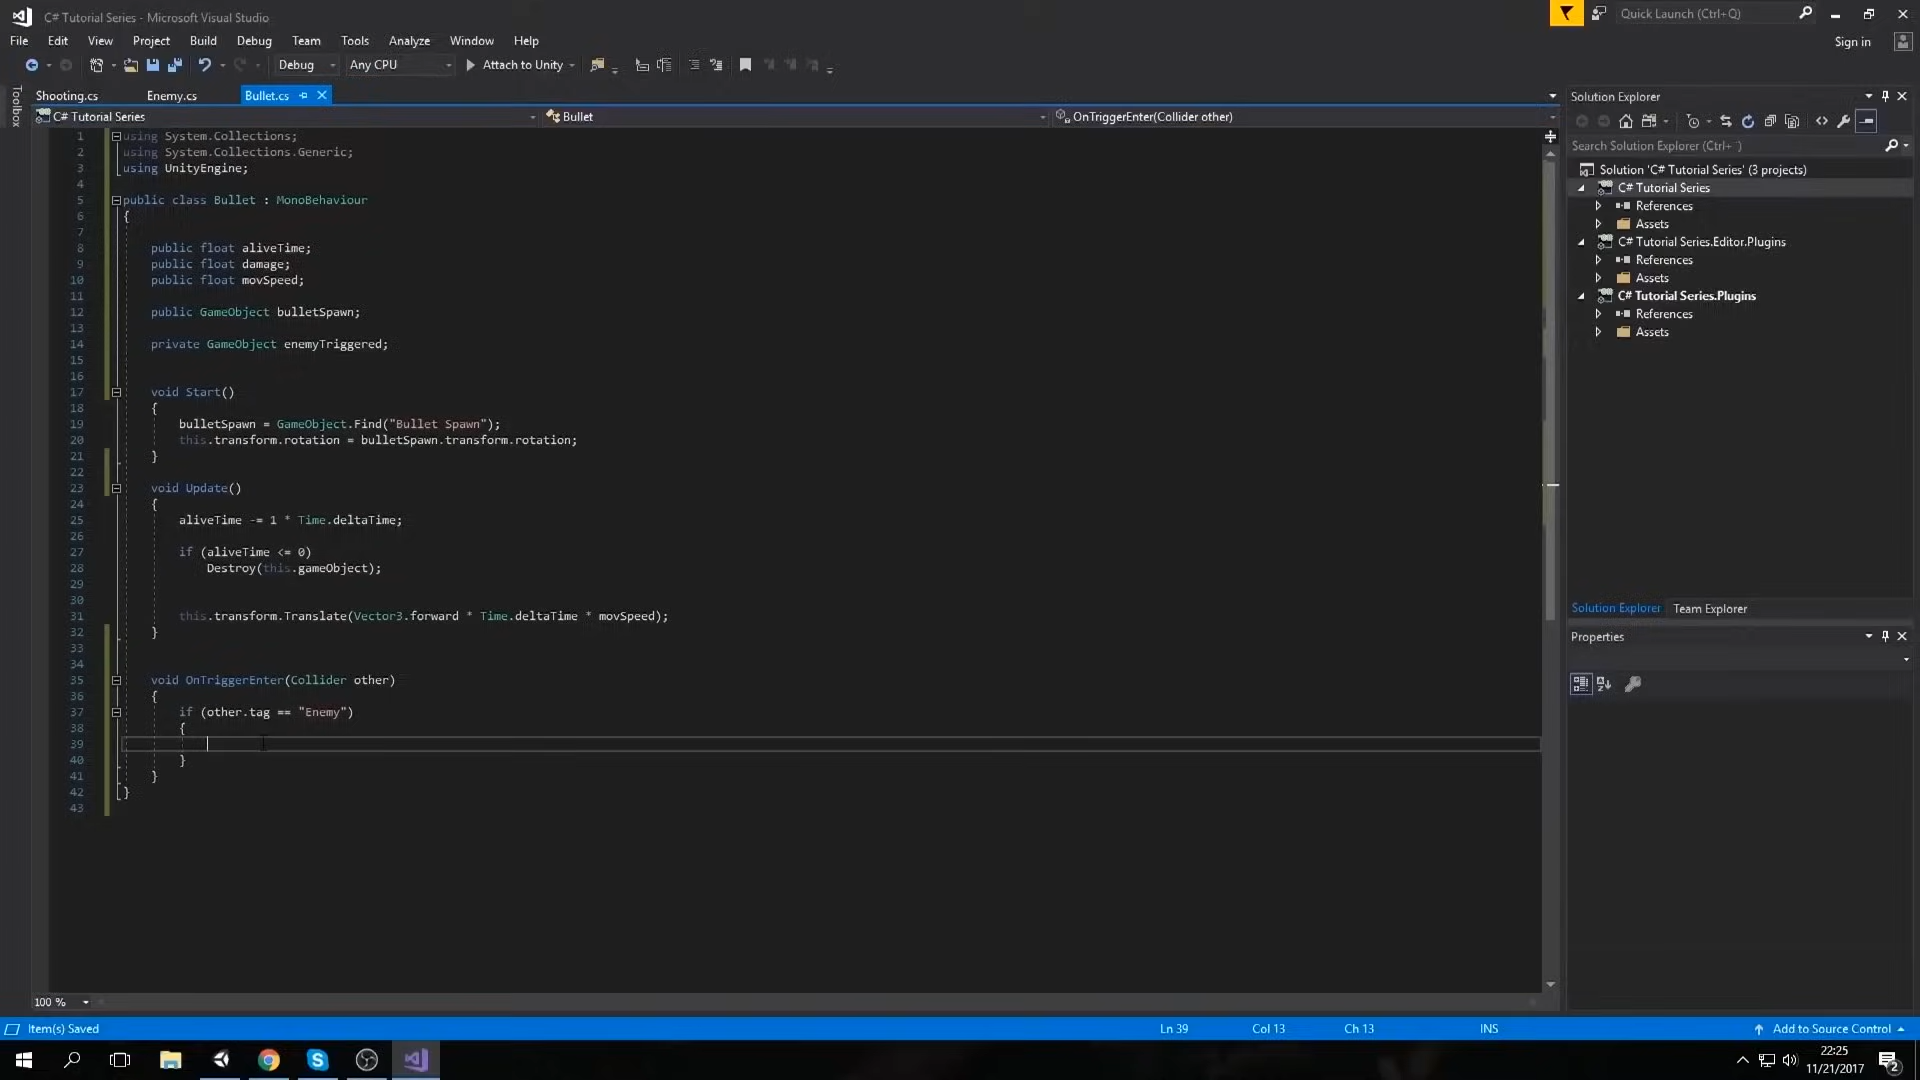 C# Tutorial Series - Microsoft Visual Studio
Quick Launch (Ctrl+Q)
File Edit View Project Build Debug Team Tools Analyze Window Help
Sign in
Debug Any CPU Attach to Unity
Toolbox
Shooting.cs Enemy.cs Bullet.cs
C# Tutorial Series Bullet OnTriggerEnter(Collider other)
1 using System.Collections;
2 using System.Collections.Generic;
3 using UnityEngine;
4
5 public class Bullet : MonoBehaviour
6 {
7
8 public float aliveTime;
9 public float damage;
10 public float movSpeed;
11
12 public GameObject bulletSpawn;
13
14 private GameObject enemyTriggered;
15
16
17 void Start()
18 {
19 bulletSpawn = GameObject.Find("Bullet Spawn");
20 this.transform.rotation = bulletSpawn.transform.rotation;
21 }
22
23 void Update()
24 {
25 aliveTime -= 1 * Time.deltaTime;
26
27 if (aliveTime <= 0)
28 Destroy(this.gameObject);
29
30
31 this.transform.Translate(Vector3.forward * Time.deltaTime * movSpeed);
32 }
33
34
35 void OnTriggerEnter(Collider other)
36 {
37 if (other.tag == "Enemy")
38 {
39
40 }
41 }
42 }
43
100 %
Solution Explorer
Search Solution Explorer (Ctrl+¨)
Solution 'C# Tutorial Series' (3 projects)
C# Tutorial Series
References
Assets
C# Tutorial Series.Editor.Plugins
References
Assets
C# Tutorial Series.Plugins
References
Assets
Solution Explorer Team Explorer
Properties
Item(s) Saved Ln 39 Col 13 Ch 13 INS Add to Source Control
22:25
11/21/2017
2